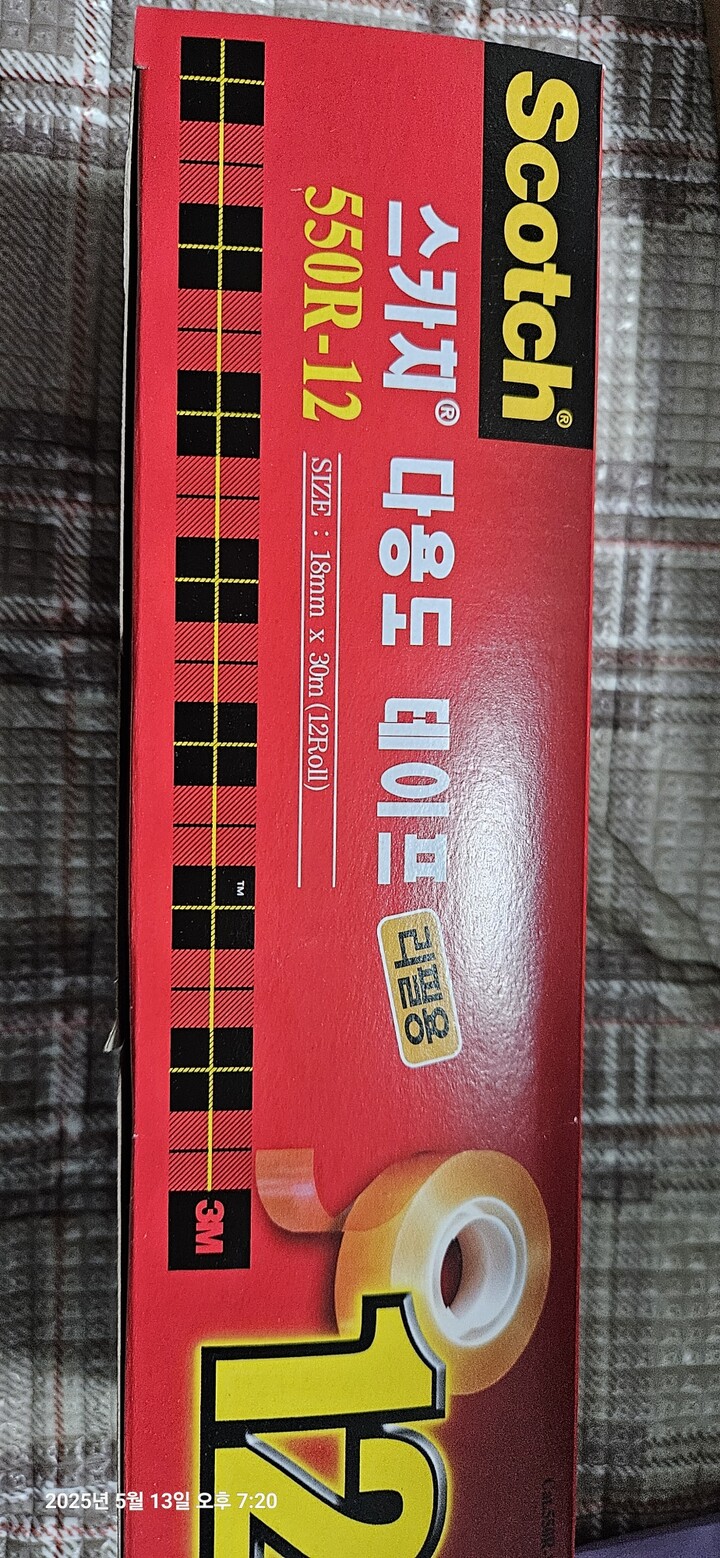 Scotch®
스카치® 다용도 테이프 리필용
550R-12
SIZE : 18mm x 30m (12Roll)
™
3M
12
2025년 5월 13일 오후 7:20